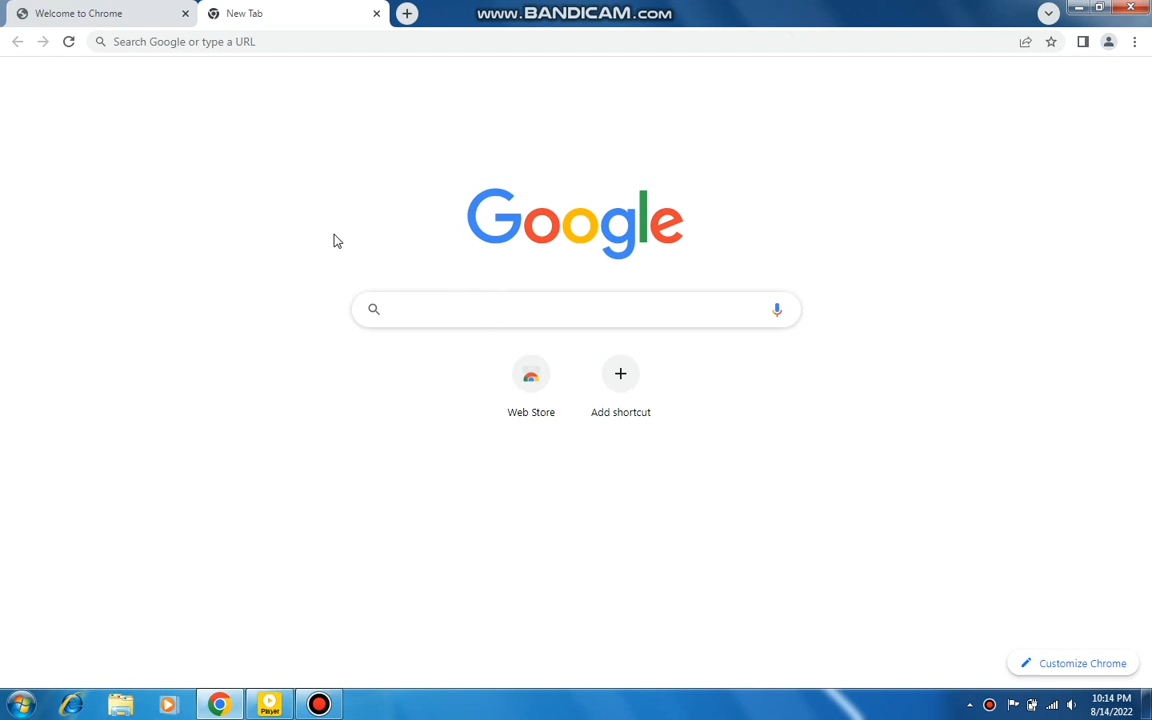 Welcome to Chrome
New Tab
www.BANDICAM.com
Search Google or type a URL
Google
Web Store
Add shortcut
Customize Chrome
Player
10:14 PM
8/14/2022